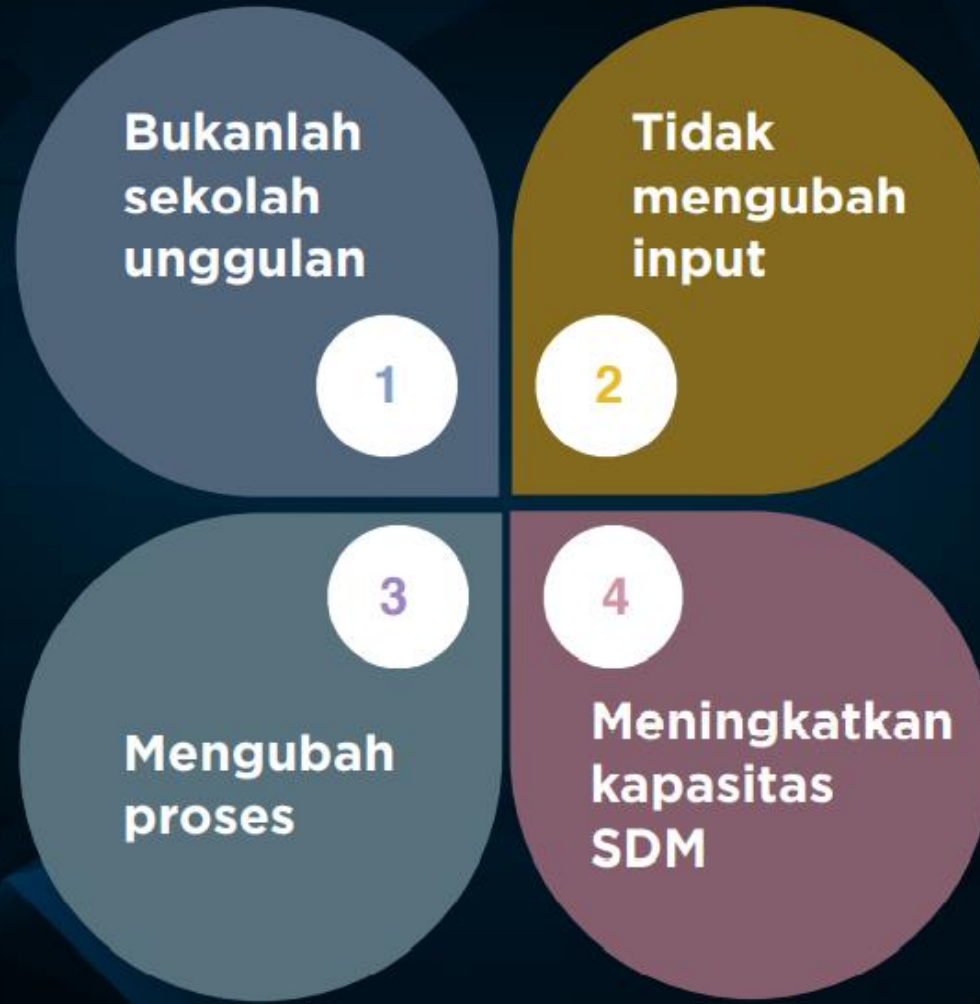 Bukanlah
sekolah
unggulan
1
Tidak
mengubah
input
2
3
Mengubah
proses
4
Meningkatkan
kapasitas
SDM